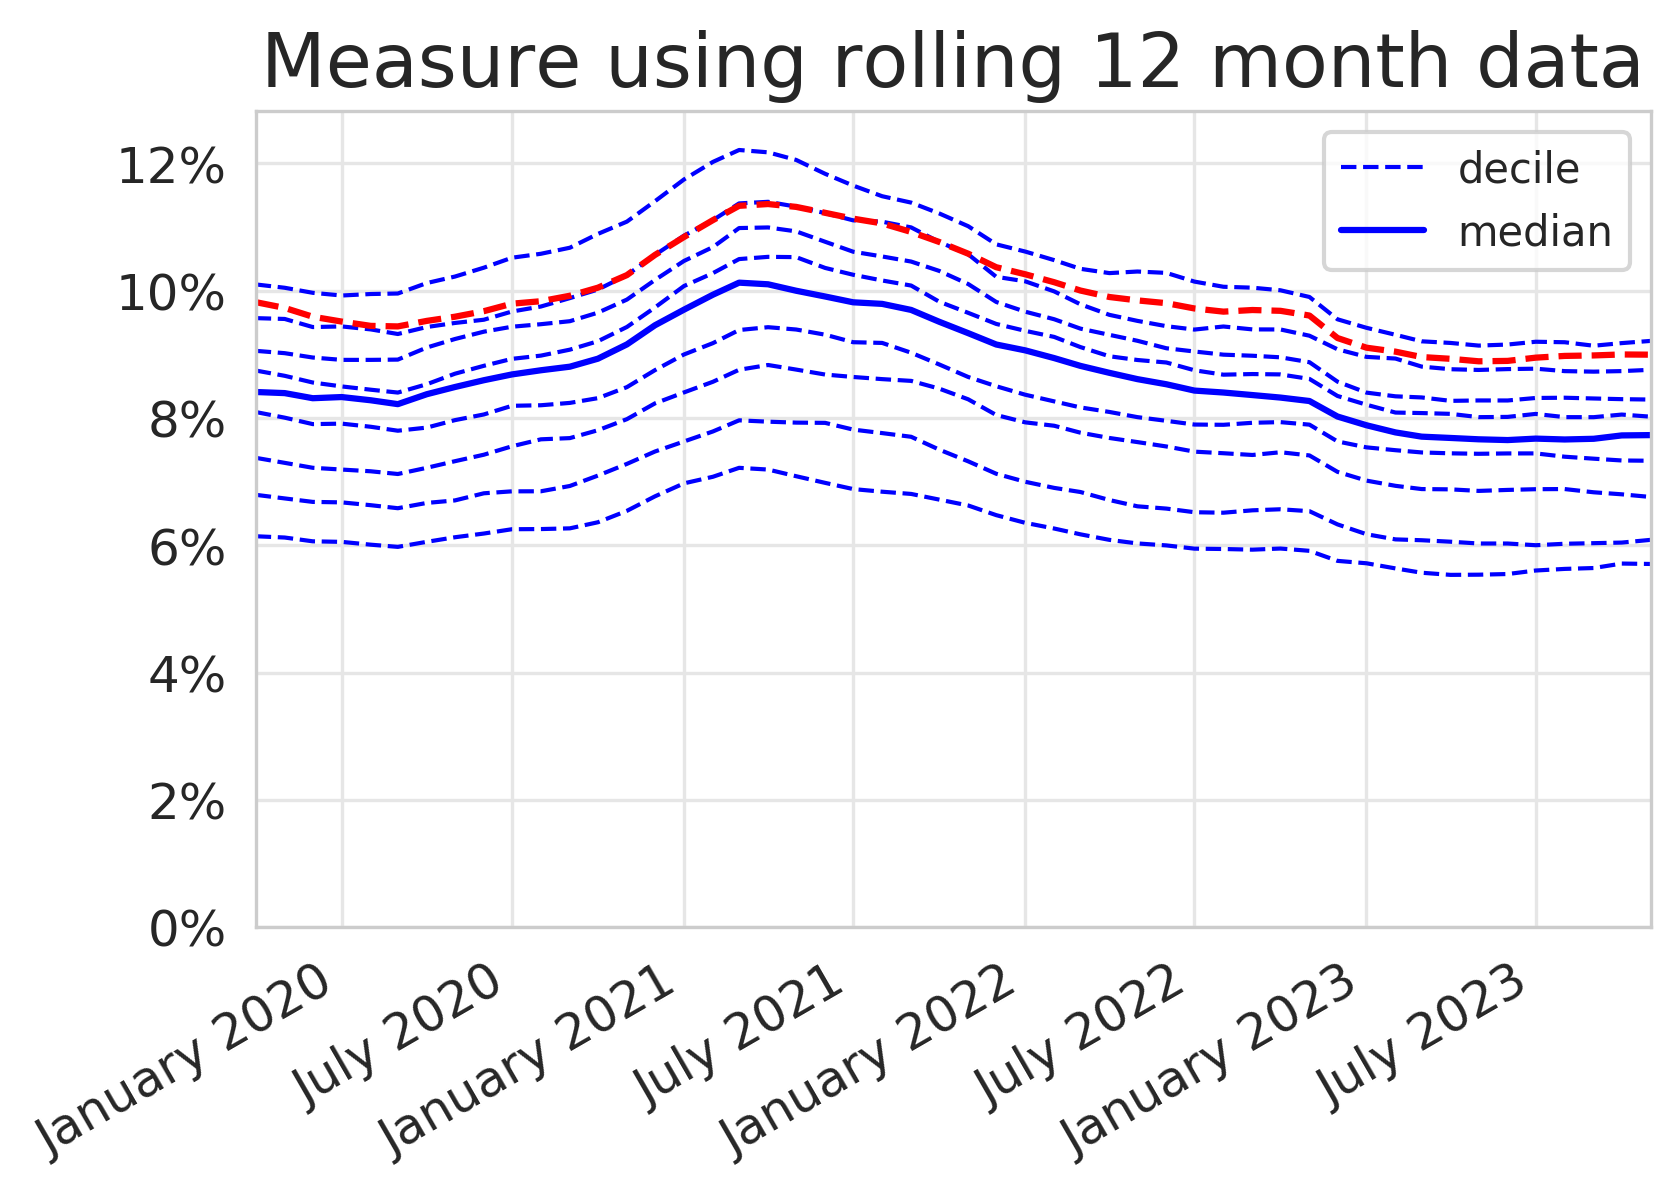 Measure using rolling 12 month data
decile
median
12%
10%
8%
6%
4%
2%
0%
January 2020
July 2020
January 2021
July 2021
January 2022
July 2022
January 2023
July 2023